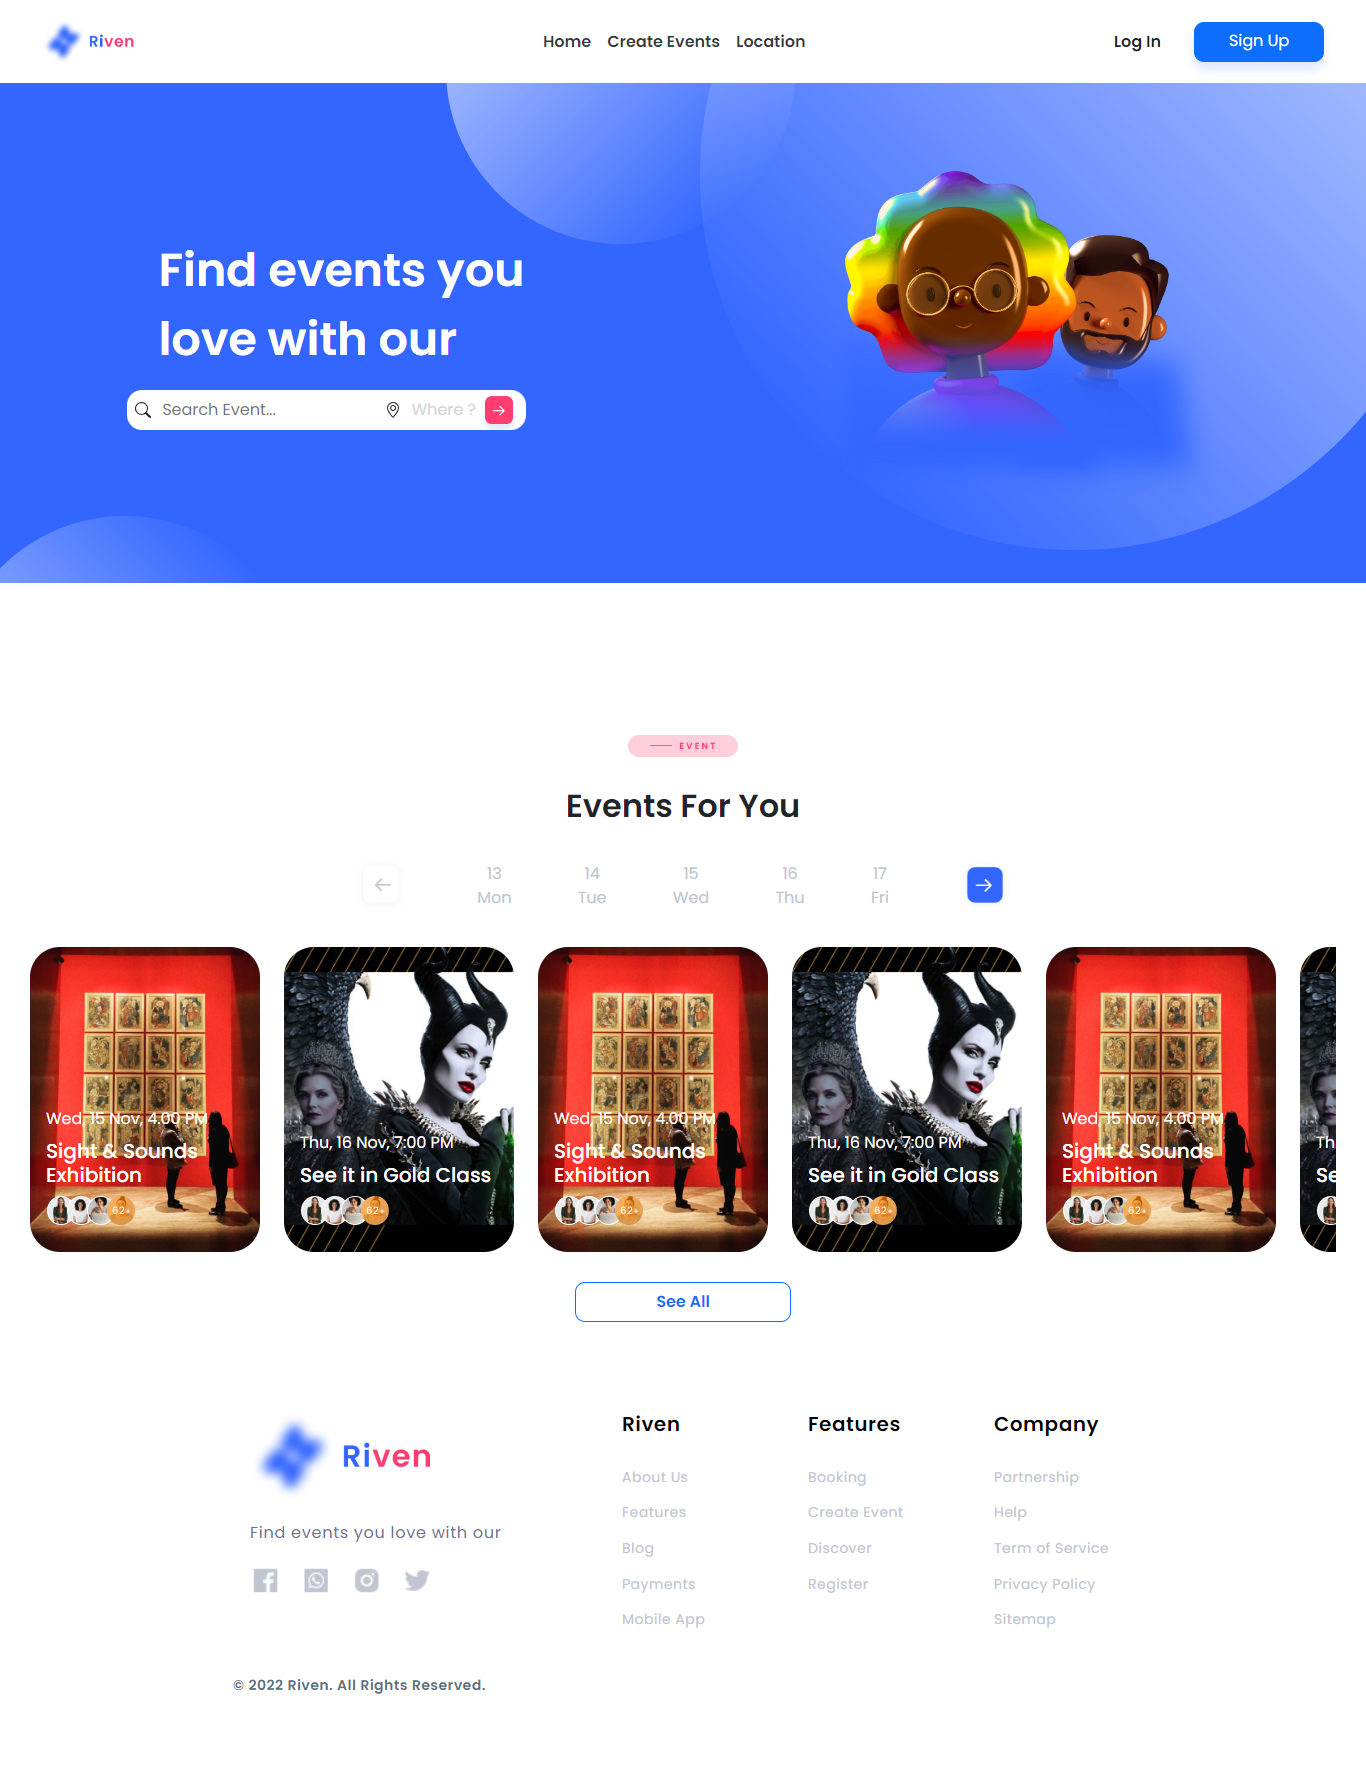 Riven
Home Create Events Location
Log In
Sign Up
Find events you
love with our
Search Event...
Where ?
EVENT
Events For You
13 14 15 16 17
Mon Tue Wed Thu Fri
Wed, 15 Nov, 4.00 PM
Sight & Sounds
Exhibition
62+
Thu, 16 Nov, 7:00 PM
See it in Gold Class
62+
Wed, 15 Nov, 4.00 PM
Sight & Sounds
Exhibition
62+
Thu, 16 Nov, 7:00 PM
See it in Gold Class
62+
Wed, 15 Nov, 4.00 PM
Sight & Sounds
Exhibition
62+
Th
Se
See All
Riven
Find events you love with our
Riven
About Us
Features
Blog
Payments
Mobile App
Features
Booking
Create Event
Discover
Register
Company
Partnership
Help
Term of Service
Privacy Policy
Sitemap
© 2022 Riven. All Rights Reserved.